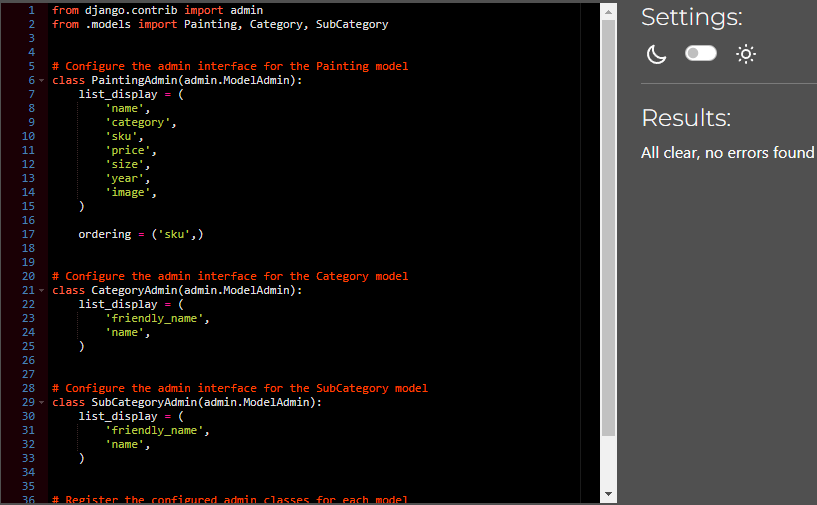 1 from django.contrib import admin
2 from .models import Painting, Category, SubCategory
3
4
5 # Configure the admin interface for the Painting model
6 class PaintingAdmin(admin.ModelAdmin):
7     list_display = (
8         'name',
9         'category',
10         'sku',
11         'price',
12         'size',
13         'year',
14         'image',
15     )
16
17     ordering = ('sku',)
18
19
20 # Configure the admin interface for the Category model
21 class CategoryAdmin(admin.ModelAdmin):
22     list_display = (
23         'friendly_name',
24         'name',
25     )
26
27
28 # Configure the admin interface for the SubCategory model
29 class SubCategoryAdmin(admin.ModelAdmin):
30     list_display = (
31         'friendly_name',
32         'name',
33     )
34
35
36 # Register the configured admin classes for each model
Settings:
Results:
All clear, no errors found